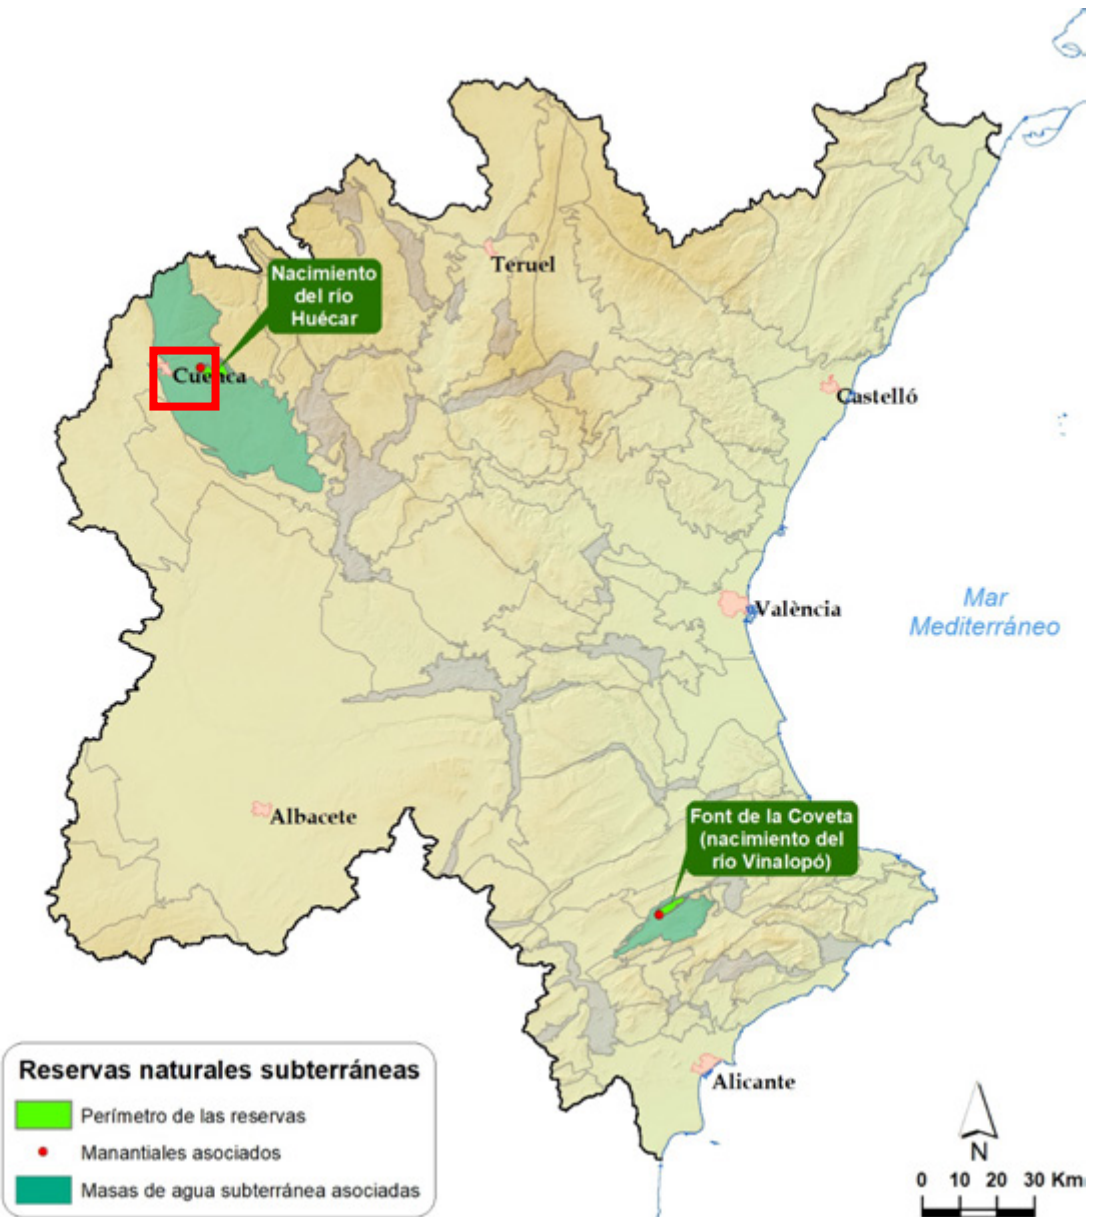 Teruel
Nacimiento
del río
Huécar
Cuenca
Castelló
València
Mar
Mediterráneo
Albacete
Font de la Coveta
(nacimiento del
río Vinalopó)
Alicante
Reservas naturales subterráneas
Perímetro de las reservas
Manantiales asociados
Masas de agua subterránea asociadas
N
0 10 20 30 Km